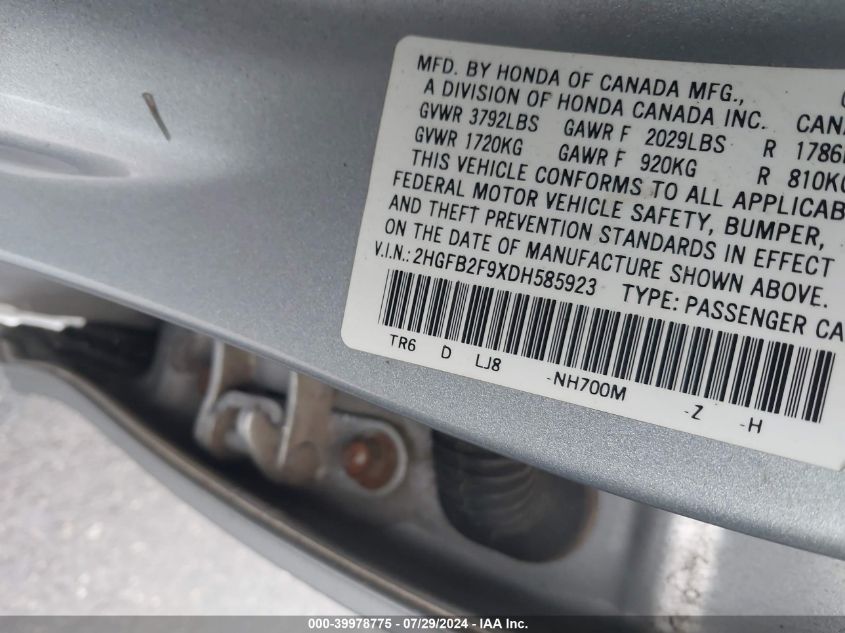 MFD. BY HONDA OF CANADA MFG.,
A DIVISION OF HONDA CANADA INC.
GVWR 3792LBS GAWR F 2029LBS R
GVWR 1720KG GAWR F 920KG R 810KG
THIS VEHICLE CONFORMS TO ALL
FEDERAL MOTOR VEHICLE SAFETY, BUMPER,
AND THEFT PREVENTION STANDARDS IN EFFECT
ON THE DATE OF MANUFACTURE SHOWN ABOVE.
V.I.N.: 2HGFB2F9XDH585923 TYPE: PASSENGER
TR6 D LJ8 -NH700M -Z -H
000-39978775 / 07/29/2024 - IAA Inc.